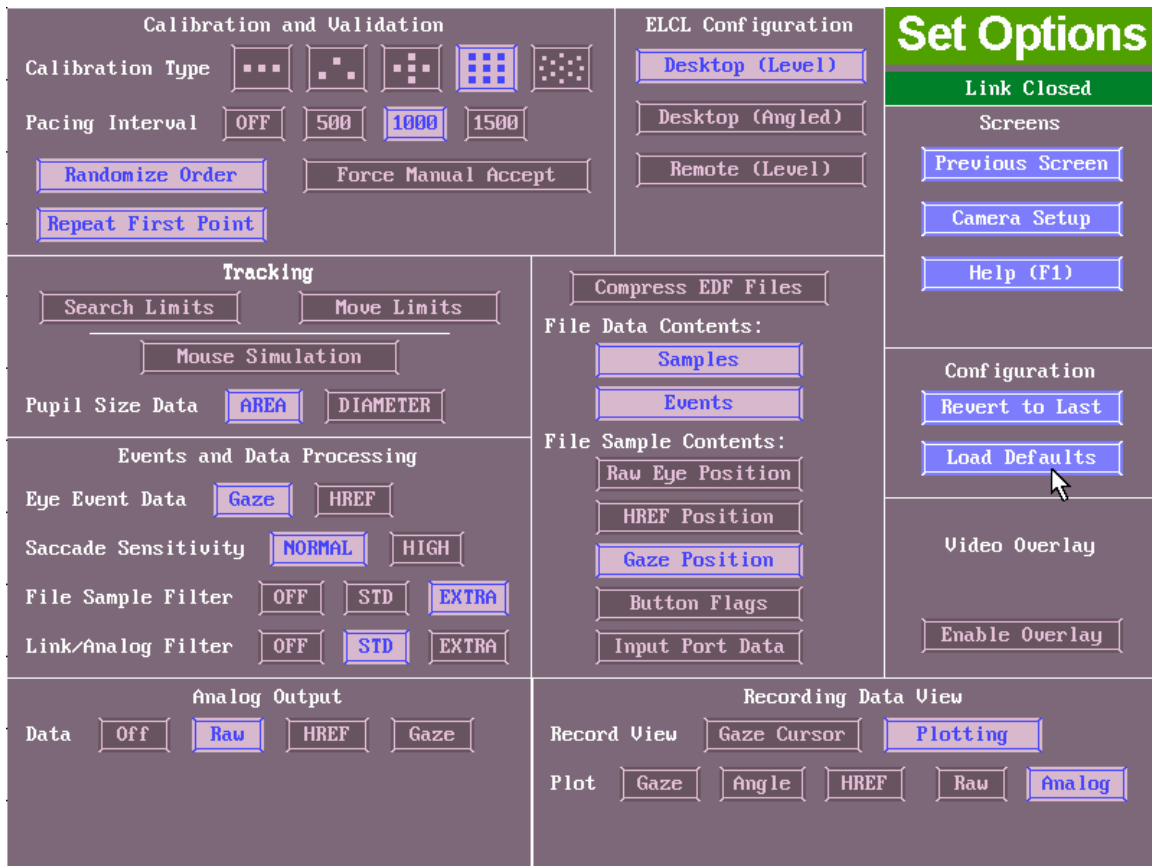 Calibration and Validation
Calibration Type
Pacing Interval OFF 500 1000 1500
Randomize Order Force Manual Accept
Repeat First Point
ELCL Configuration
Desktop (Level)
Desktop (Angled)
Remote (Level)
Set Options
Link Closed
Screens
Previous Screen
Camera Setup
Help (F1)
Tracking
Search Limits Move Limits
Mouse Simulation
Pupil Size Data AREA DIAMETER
Compress EDF Files
File Data Contents:
Samples
Events
File Sample Contents:
Raw Eye Position
HREF Position
Gaze Position
Button Flags
Input Port Data
Configuration
Revert to Last
Load Defaults
Events and Data Processing
Eye Event Data Gaze HREF
Saccade Sensitivity NORMAL HIGH
File Sample Filter OFF STD EXTRA
Link/Analog Filter OFF STD EXTRA
Video Overlay
Enable Overlay
Analog Output
Data Off Raw HREF Gaze
Recording Data View
Record View Gaze Cursor Plotting
Plot Gaze Angle HREF Raw Analog